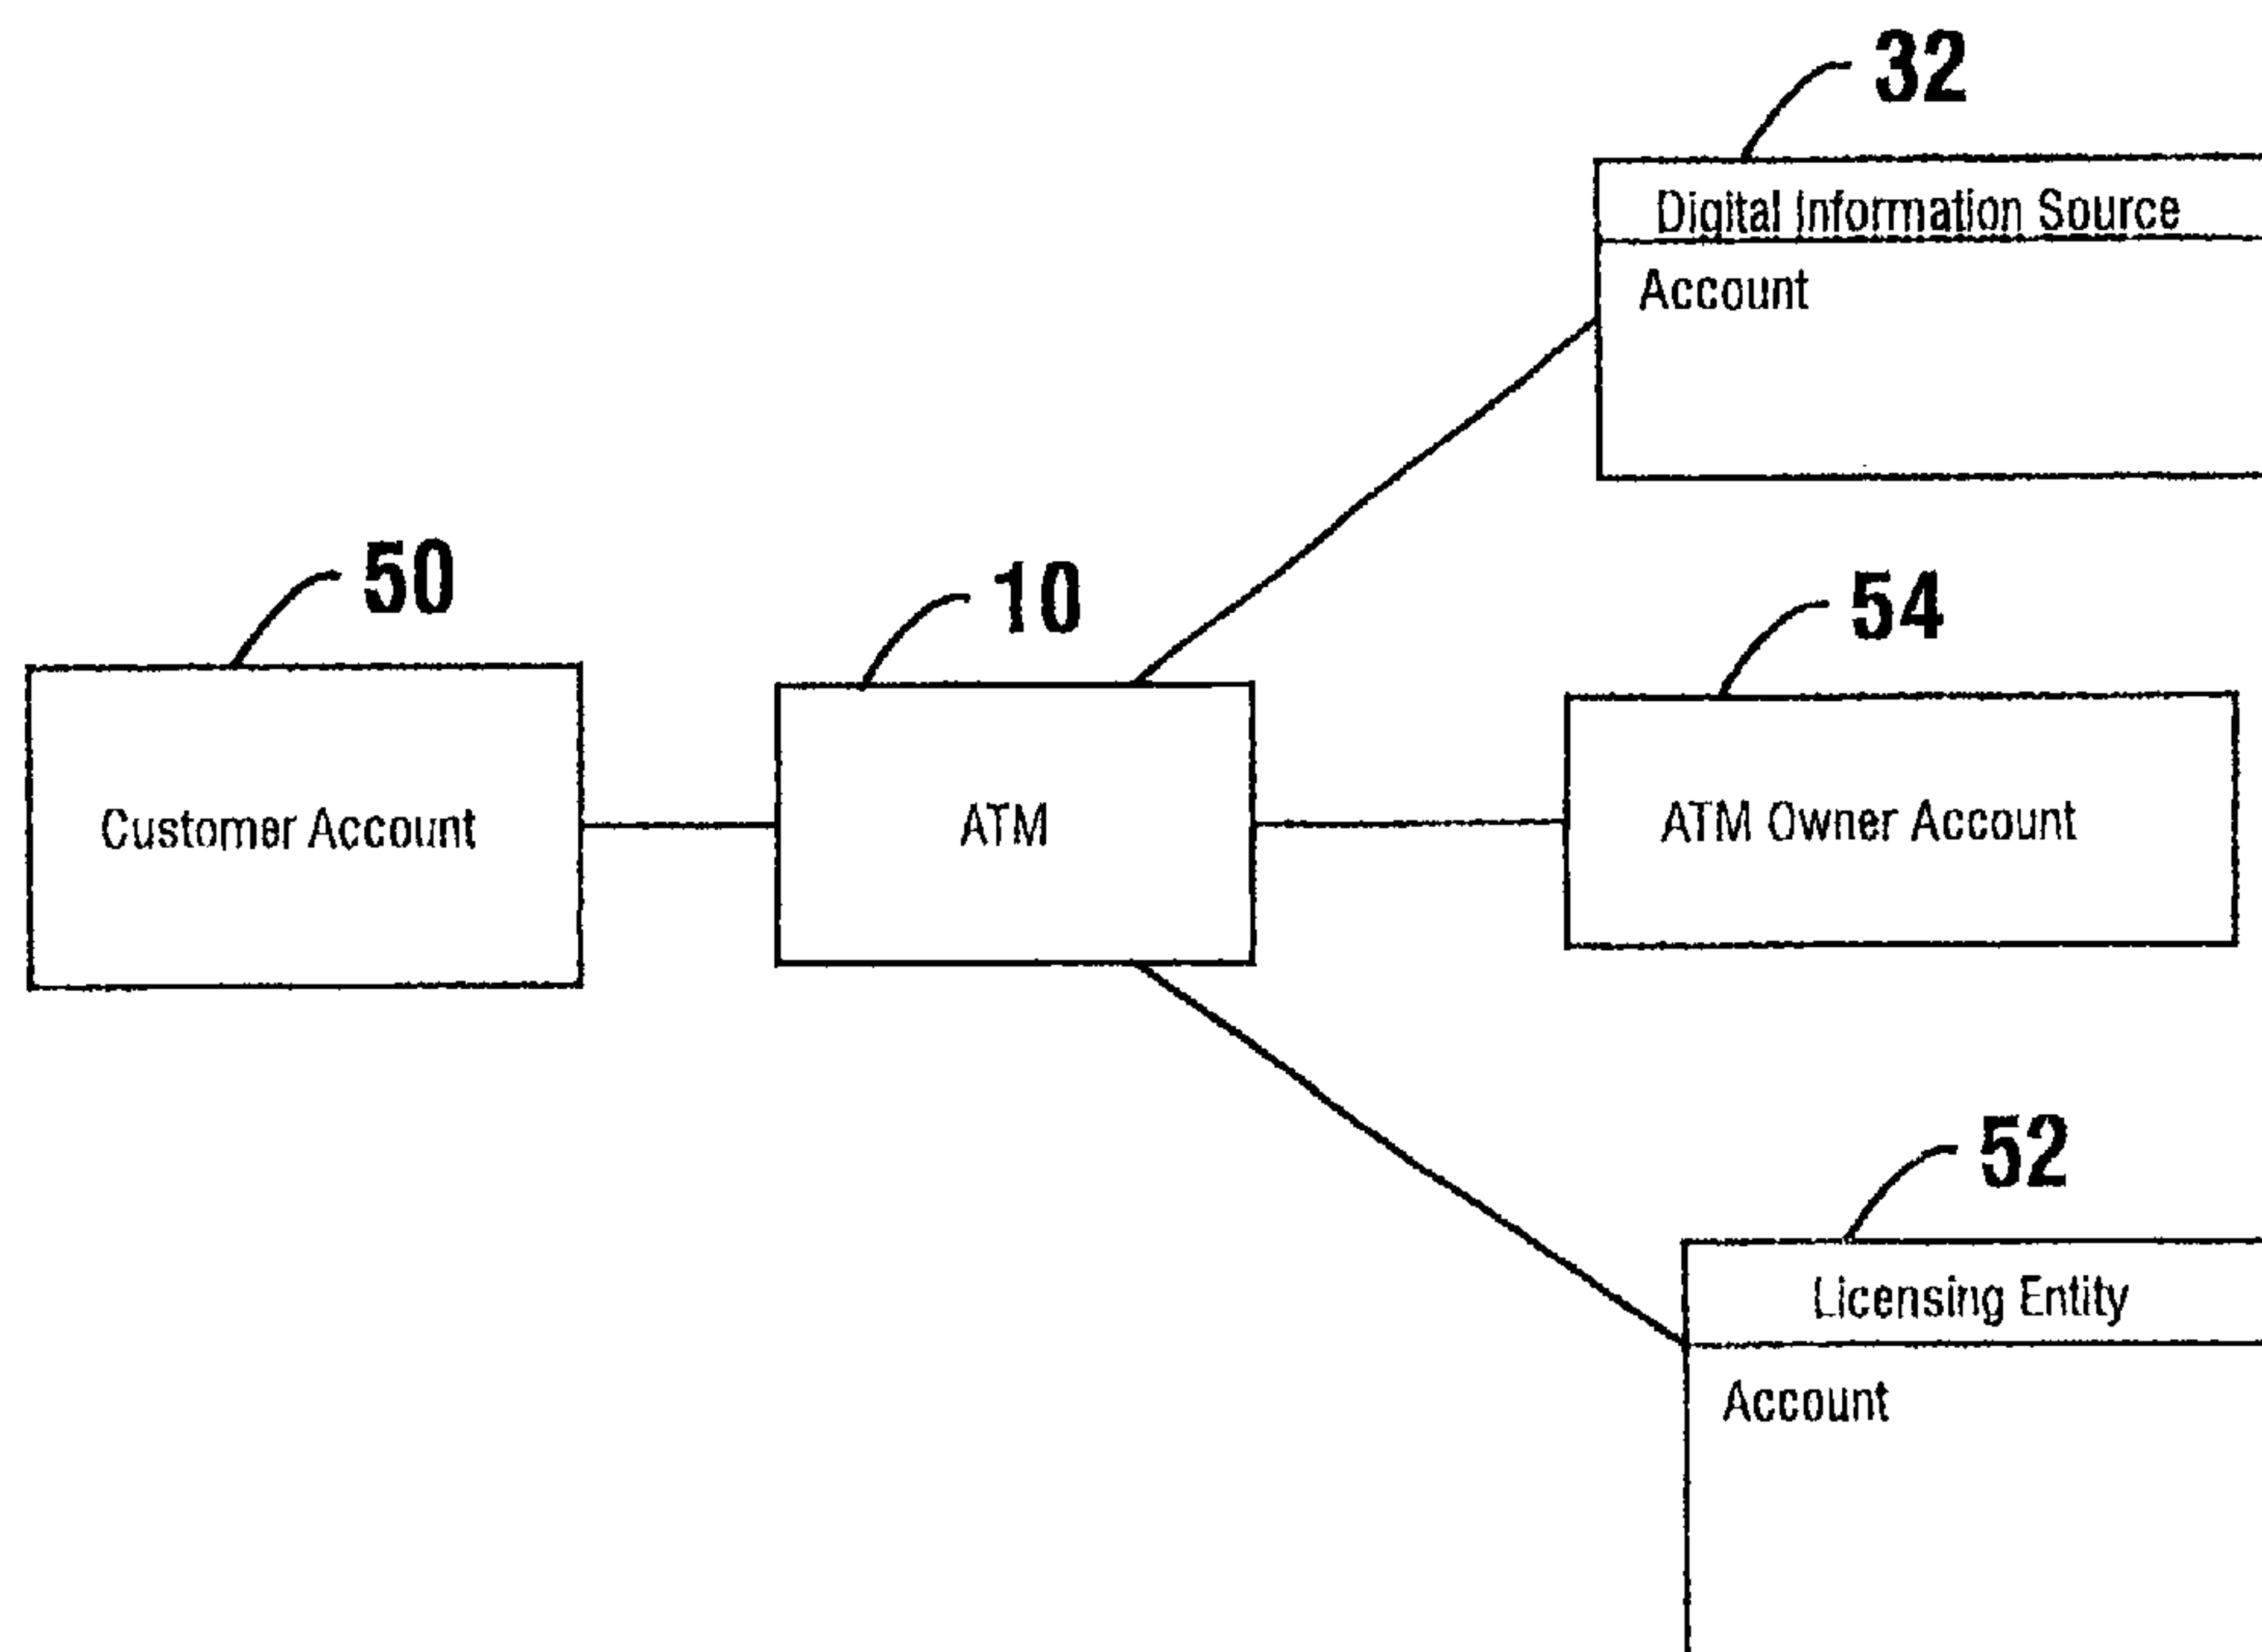 32
Digital Information Source
Account
50
10
54
Customer Account
ATM
ATM Owner Account
52
Licensing Entity
Account